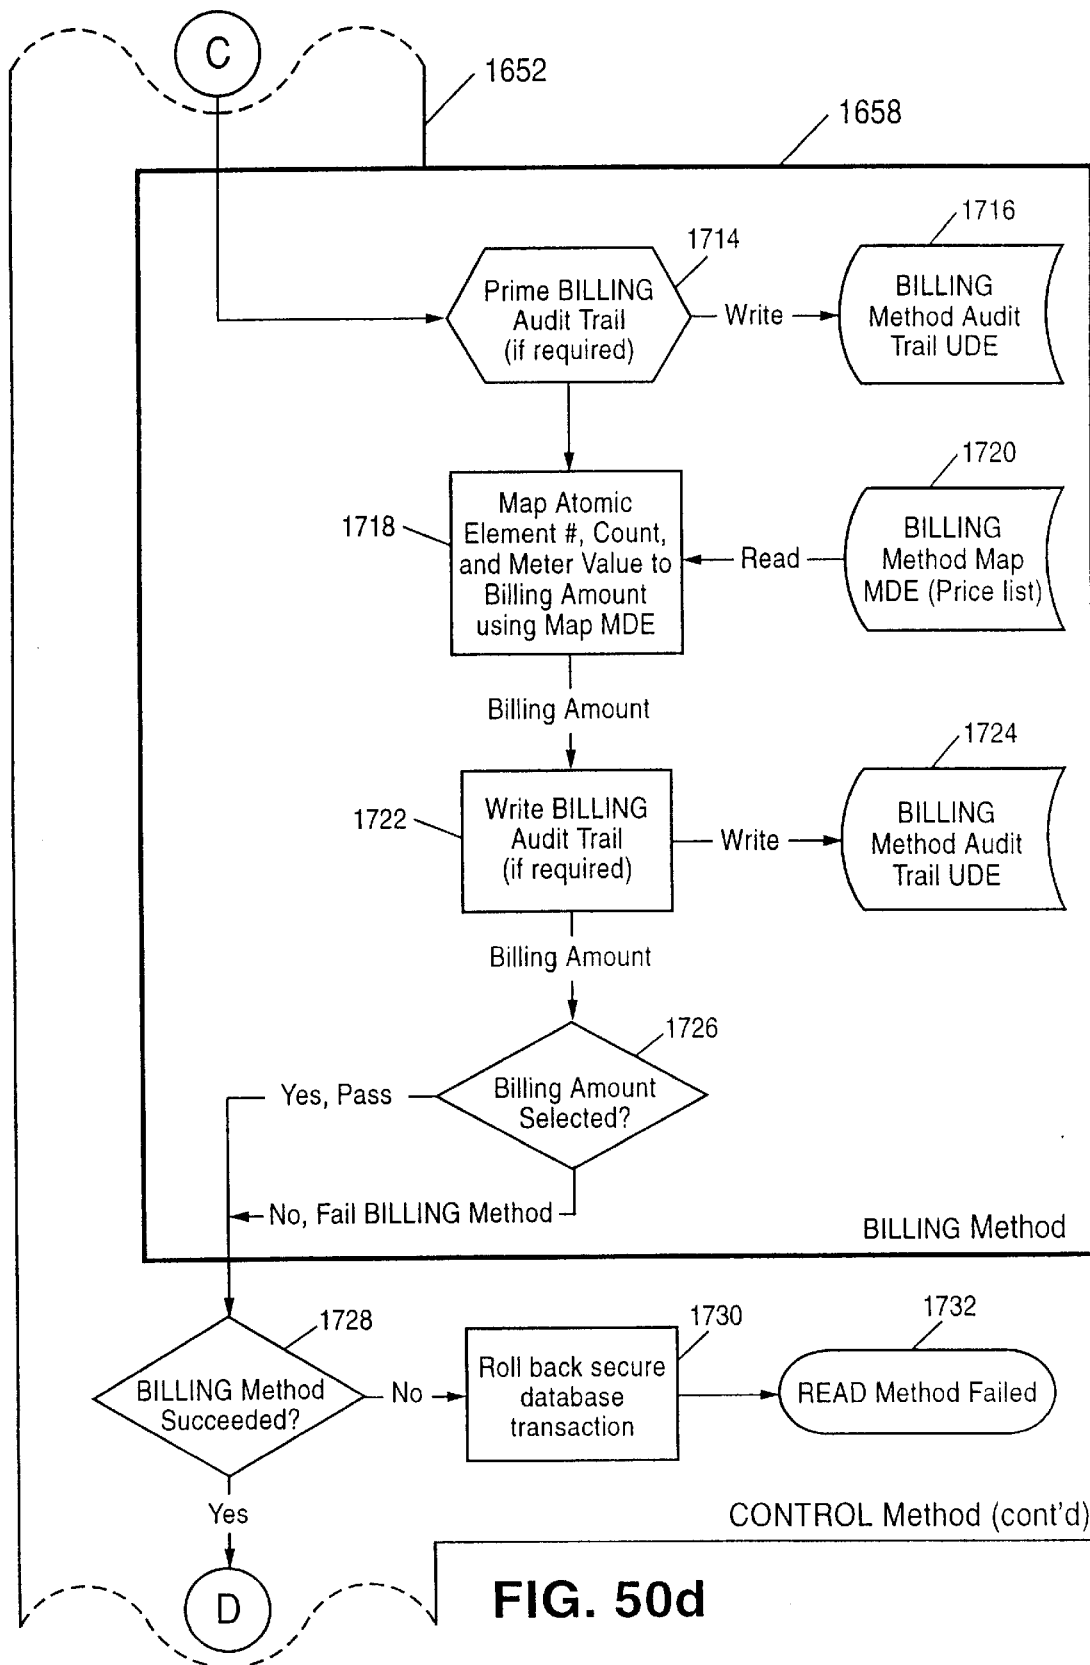 C
1652
1658
1714
1716
Prime BILLING
Audit Trail
(if required)
Write
BILLING
Method Audit
Trail UDE
1718
Map Atomic
Element #, Count,
and Meter Value to
Billing Amount
using Map MDE
Read
1720
BILLING
Method Map
MDE (Price list)
Billing Amount
1722
Write BILLING
Audit Trail
(if required)
Write
1724
BILLING
Method Audit
Trail UDE
Billing Amount
1726
Billing Amount
Selected?
Yes, Pass
No, Fail BILLING Method
BILLING Method
1728
BILLING Method
Succeeded?
No
1730
Roll back secure
database
transaction
1732
READ Method Failed
Yes
CONTROL Method (cont'd)
D
FIG. 50d